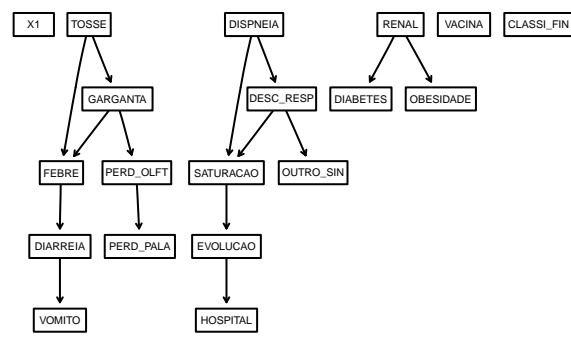 X1 TOSSE DISPNEIA RENAL VACINA CLASSI_FIN
GARGANTA DESC_RESP DIABETES OBESIDADE
FEBRE PERD_OLFT SATURACAO OUTRO_SIN
DIARREIA PERD_PALA EVOLUCAO
VOMITO HOSPITAL